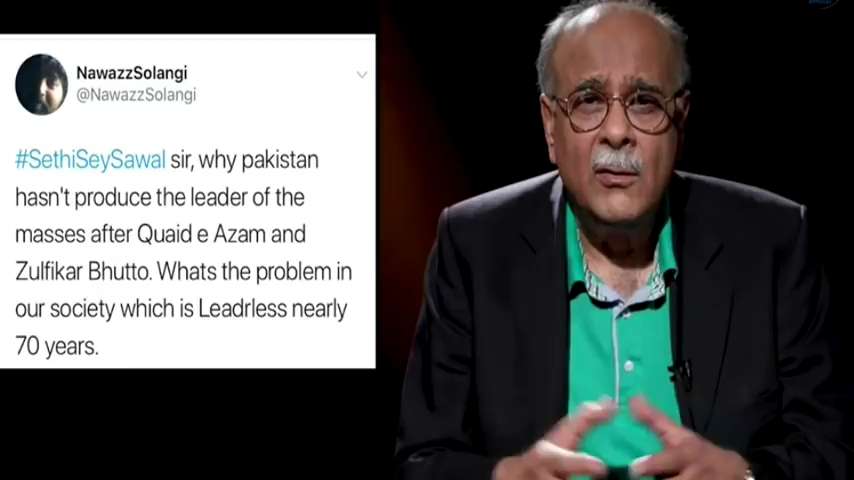 NawazzSolangi
@NawazzSolangi
#SethiSeySawal sir, why pakistan
hasn't produce the leader of the
masses after Quaid e Azam and
Zulfikar Bhutto. Whats the problem in
our society which is Leadrless nearly
70 years.